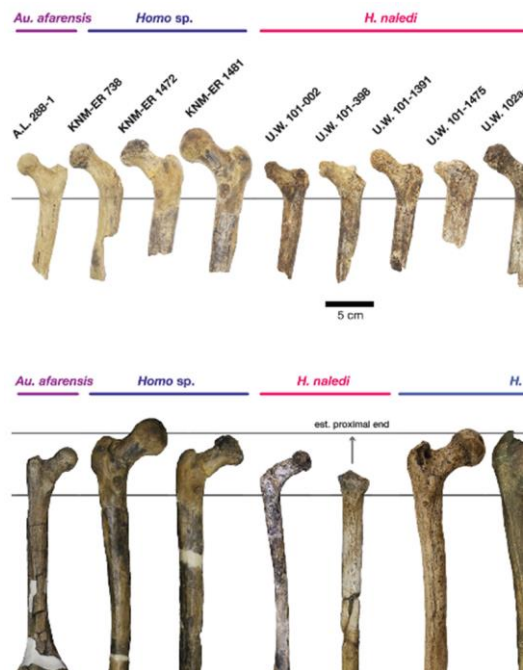 Au. afarensis Homo sp. H. naledi
A.L. 288-1 KNM-ER 738 KNM-ER 1472 KNM-ER 1481 U.W. 101-002 U.W. 101-398 U.W. 101-1391 U.W. 101-1475 U.W. 102a
5 cm
Au. afarensis Homo sp. H. naledi H.
est. proximal end